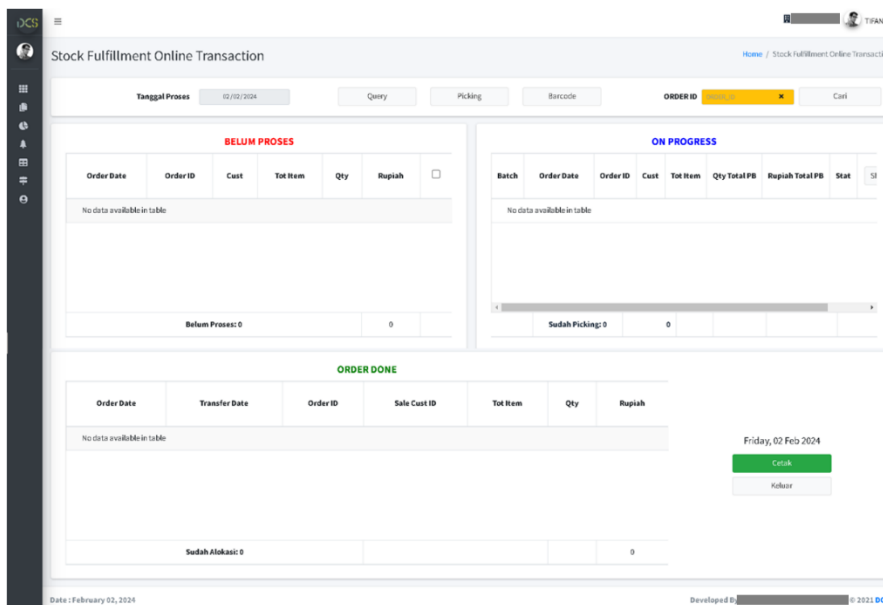 DCS
TIFAN
Stock Fulfillment Online Transaction
Home / Stock Fulfillment Online Transacti
Tanggal Proses 02/02/2024 Query Picking Barcode ORDER ID Cari
BELUM PROSES
Order Date Order ID Cust Tot Item Qty Rupiah
No data available in table
Belum Proses: 0 0
ON PROGRESS
Batch Order Date Order ID Cust Tot Item Qty Total PB Rupiah Total PB Stat
No data available in table
Sudah Picking: 0 0
ORDER DONE
Order Date Transfer Date Order ID Sale Cust ID Tot Item Qty Rupiah
No data available in table
Sudah Alokasi: 0 0
Friday, 02 Feb 2024
Cetak
Keluar
Date : February 02, 2024
Developed By © 2021